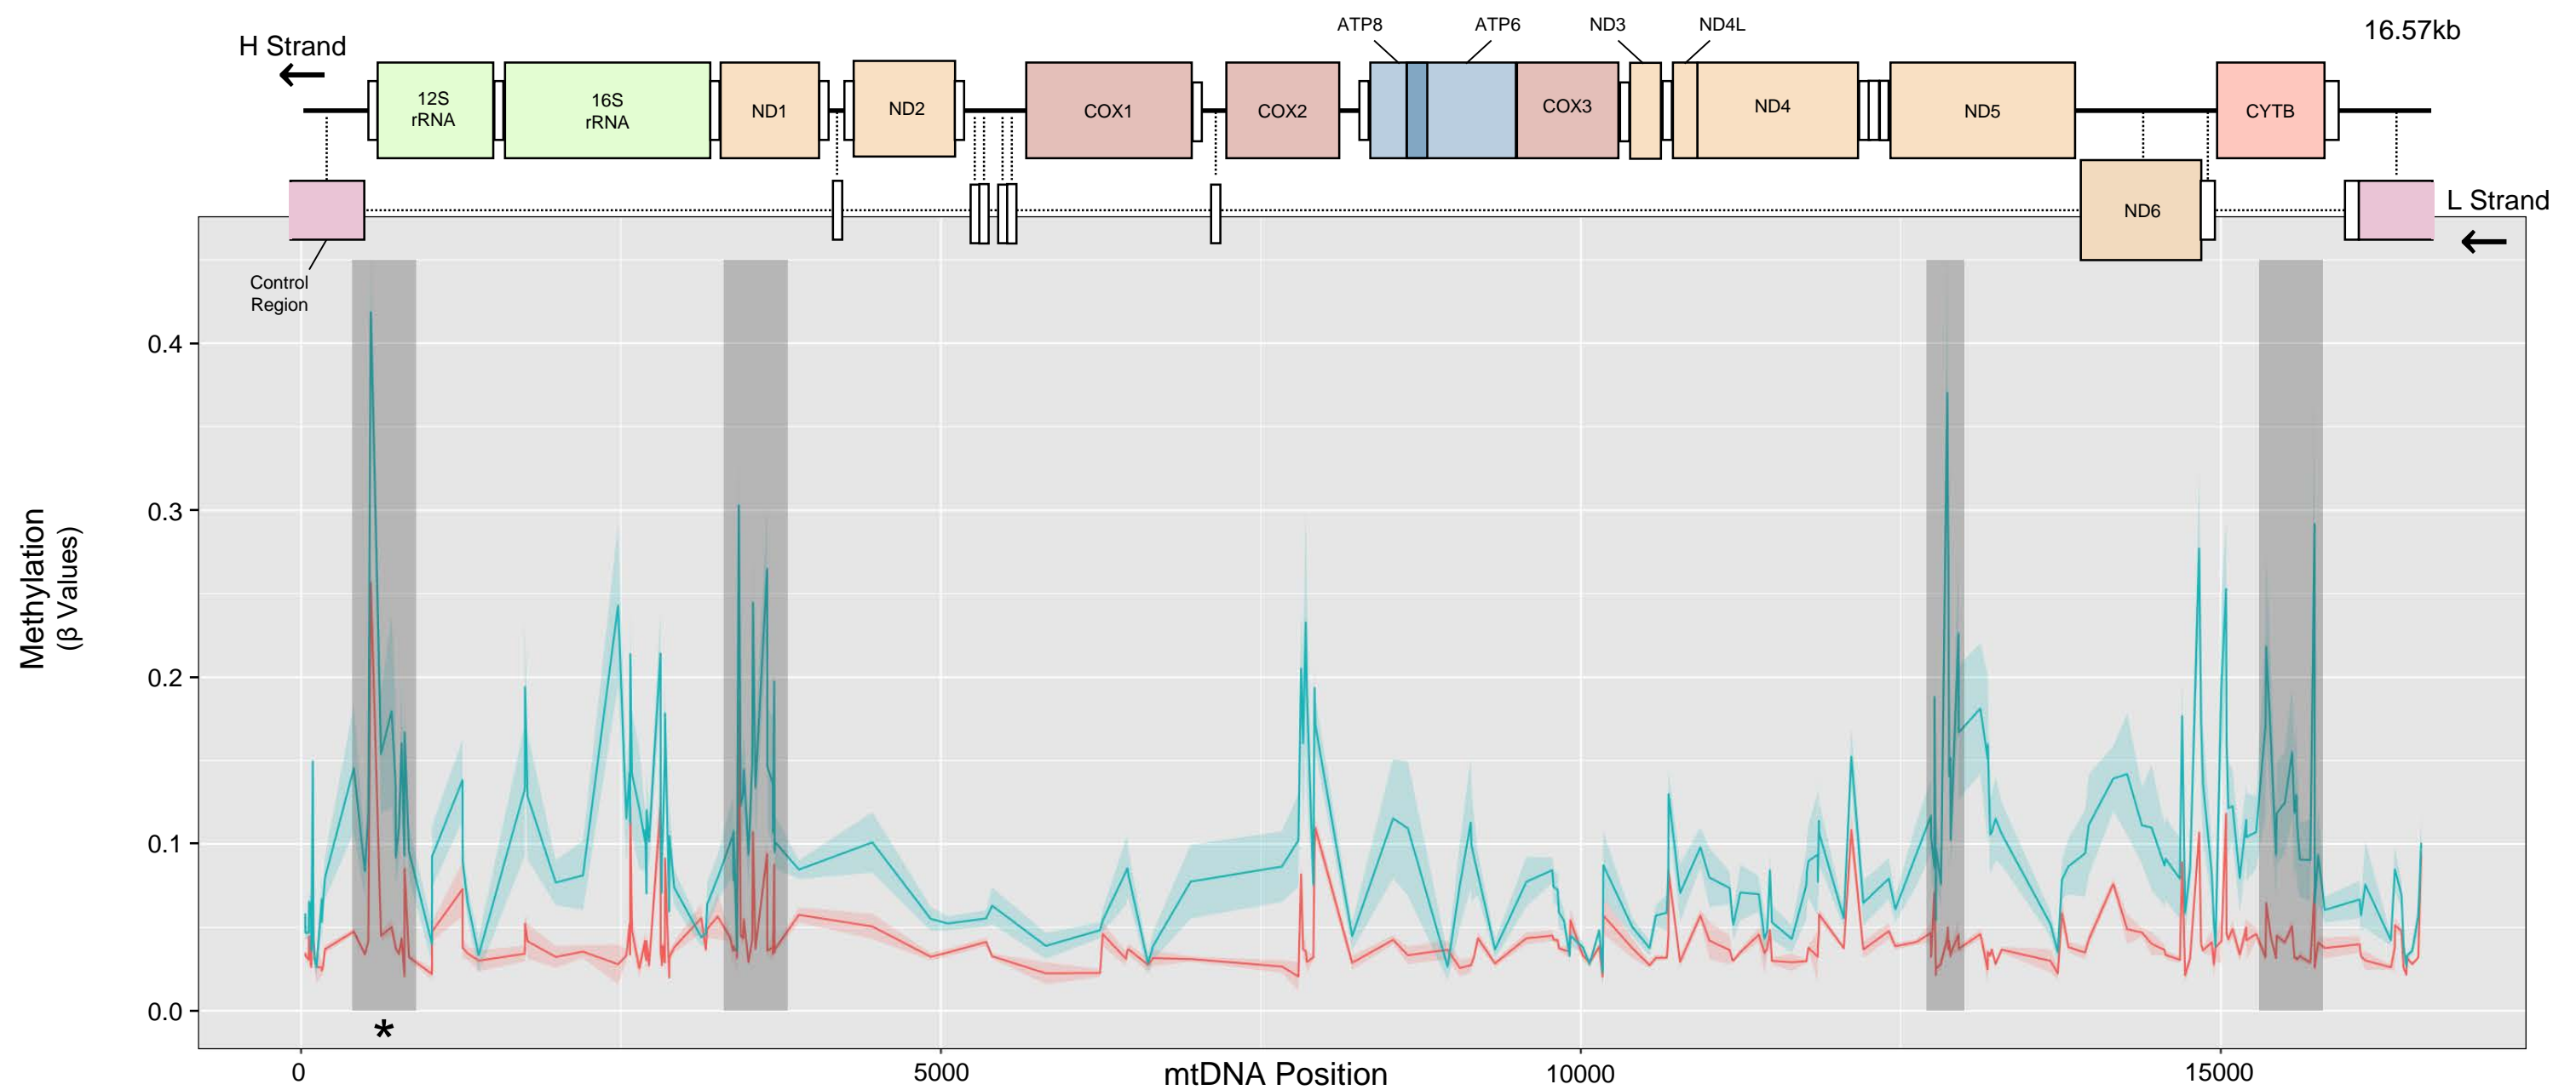 ATP8
ATP6
ND3
ND4L
16.57kb
H Strand
12S
rRNA
16S
rRNA
ND1
ND2
COX1
COX2
COX3
ND4
ND5
CYTB
L Strand
ND6
Control
Region
0.4
0.3
0.2
0.1
0.0
Methylation
(β Values)
*
0
5000
10000
15000
mtDNA Position